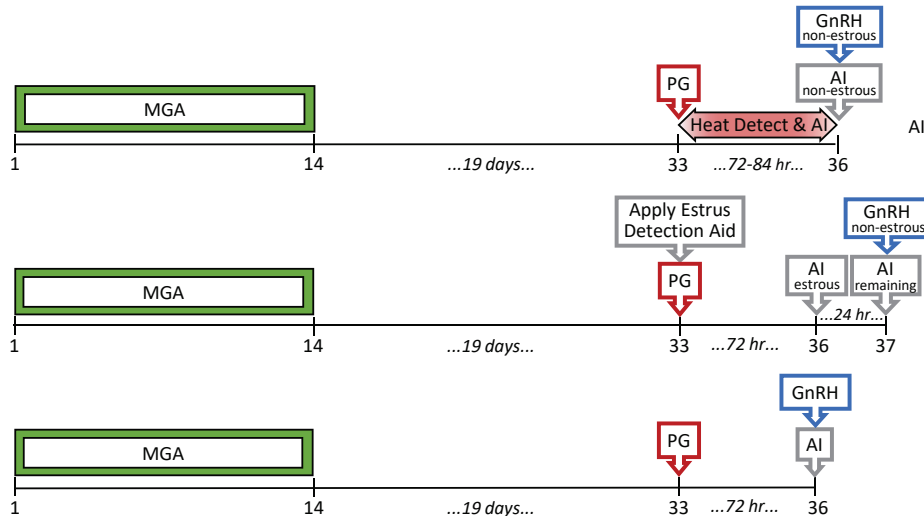 GnRH
non-estrous
PG
AI
non-estrous
MGA
Heat Detect & AI
AI
1
14
...19 days...
33
...72-84 hr...
36
Apply Estrus
Detection Aid
GnRH
non-estrous
MGA
PG
AI
estrous
AI
remaining
...24 hr...
1
14
...19 days...
33
...72 hr...
36
37
GnRH
MGA
PG
AI
1
14
...19 days...
33
...72 hr...
36